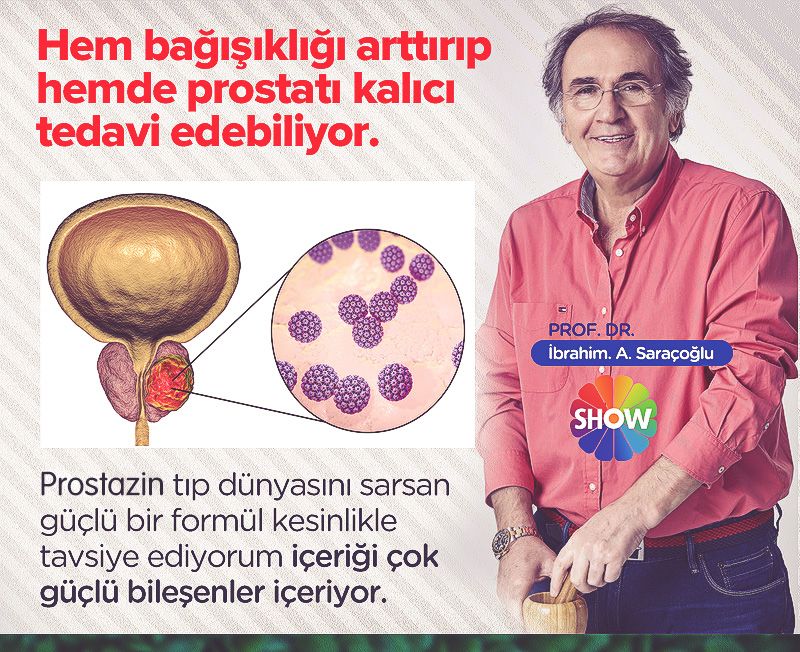 Hem bağışıklığı arttırıp
hemde prostatı kalıcı
tedavi edebiliyor.
PROF. DR.
İbrahim. A. Saraçoğlu
SHOW
Prostazin tıp dünyasını sarsan
güçlü bir formül kesinlikle
tavsiye ediyorum içeriği çok
güçlü bileşenler içeriyor.